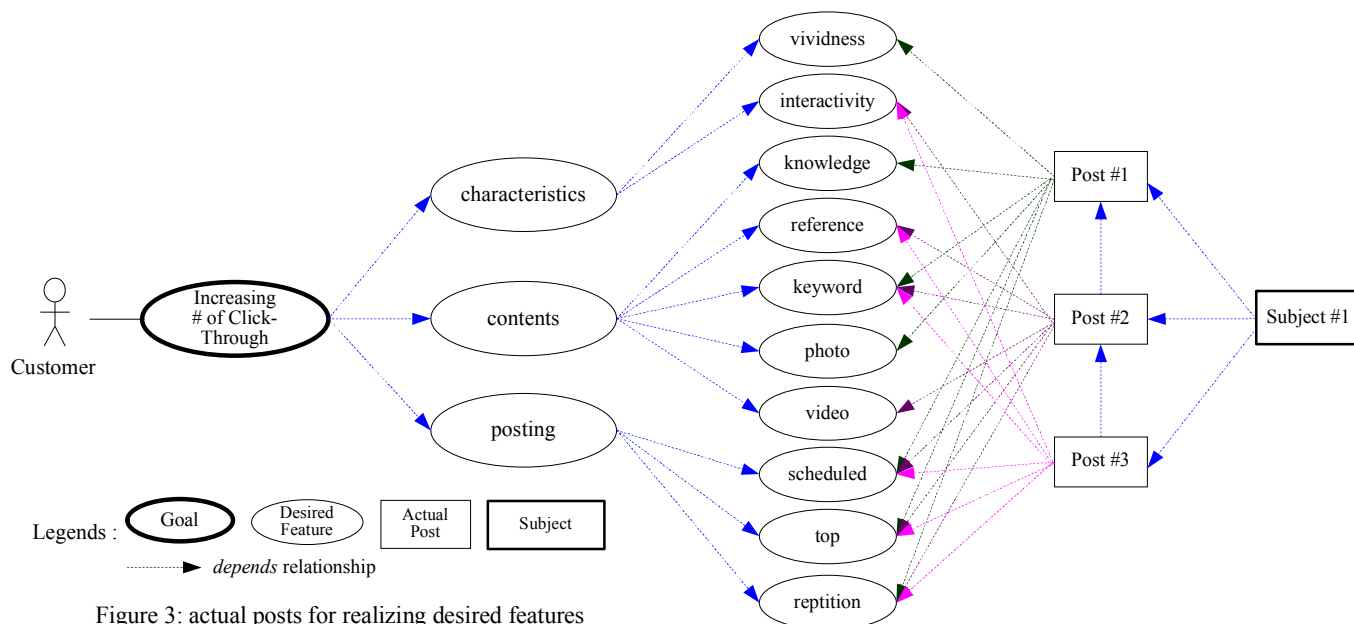 vividness
interactivity
knowledge
Post #1
characteristics
reference
Increasing
# of Click-
Through
keyword
contents
Post #2
Subject #1
Customer
photo
video
posting
Post #3
scheduled
Legends :
Goal
Desired
Feature
Actual
Post
Subject
top
depends relationship
reptition
Figure 3: actual posts for realizing desired features